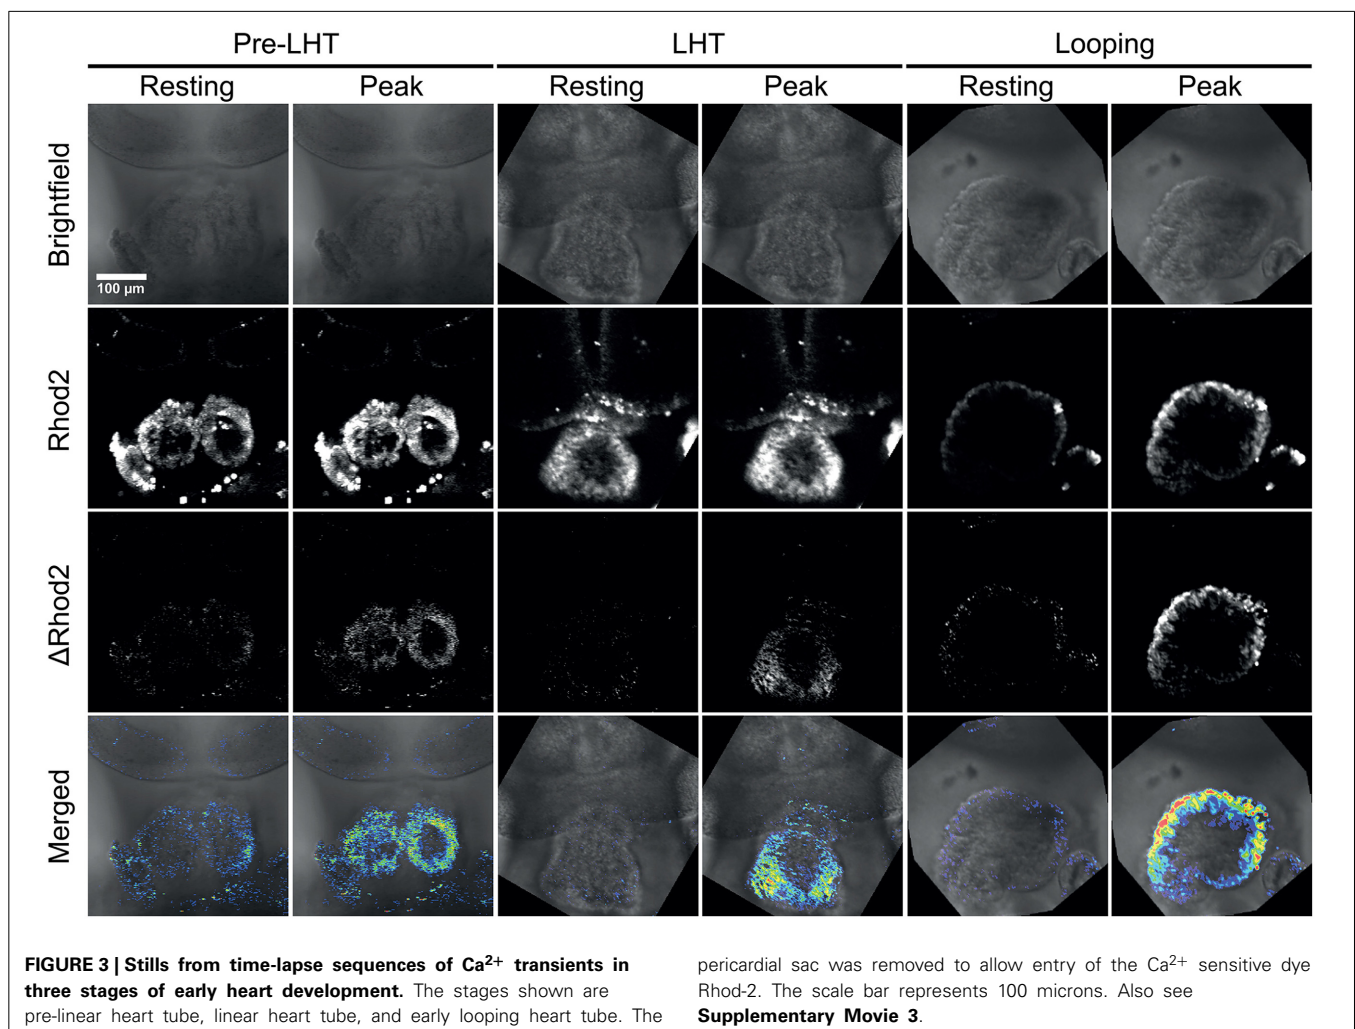 Pre-LHT LHT Looping
Resting Peak Resting Peak Resting Peak
Brightfield
100 µm
Rhod2
ΔRhod2
Merged
FIGURE 3 | Stills from time-lapse sequences of Ca2+ transients in
three stages of early heart development. The stages shown are
pre-linear heart tube, linear heart tube, and early looping heart tube. The
pericardial sac was removed to allow entry of the Ca2+ sensitive dye
Rhod-2. The scale bar represents 100 microns. Also see
Supplementary Movie 3.